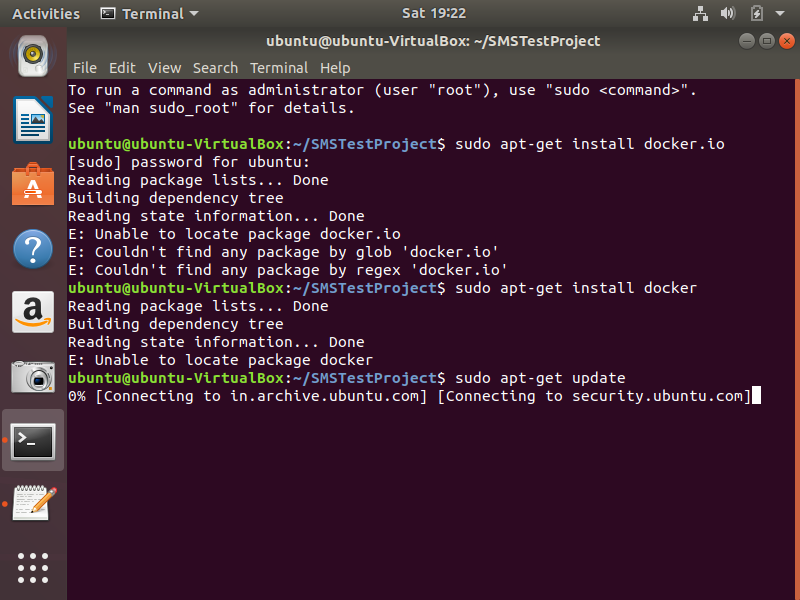 Activities Terminal Sat 19:22
ubuntu@ubuntu-VirtualBox: ~/SMSTestProject
File Edit View Search Terminal Help
To run a command as administrator (user "root"), use "sudo <command>".
See "man sudo_root" for details.
ubuntu@ubuntu-VirtualBox:~/SMSTestProject$ sudo apt-get install docker.io
[sudo] password for ubuntu:
Reading package lists... Done
Building dependency tree
Reading state information... Done
E: Unable to locate package docker.io
E: Couldn't find any package by glob 'docker.io'
E: Couldn't find any package by regex 'docker.io'
ubuntu@ubuntu-VirtualBox:~/SMSTestProject$ sudo apt-get install docker
Reading package lists... Done
Building dependency tree
Reading state information... Done
E: Unable to locate package docker
ubuntu@ubuntu-VirtualBox:~/SMSTestProject$ sudo apt-get update
0% [Connecting to in.archive.ubuntu.com] [Connecting to security.ubuntu.com]